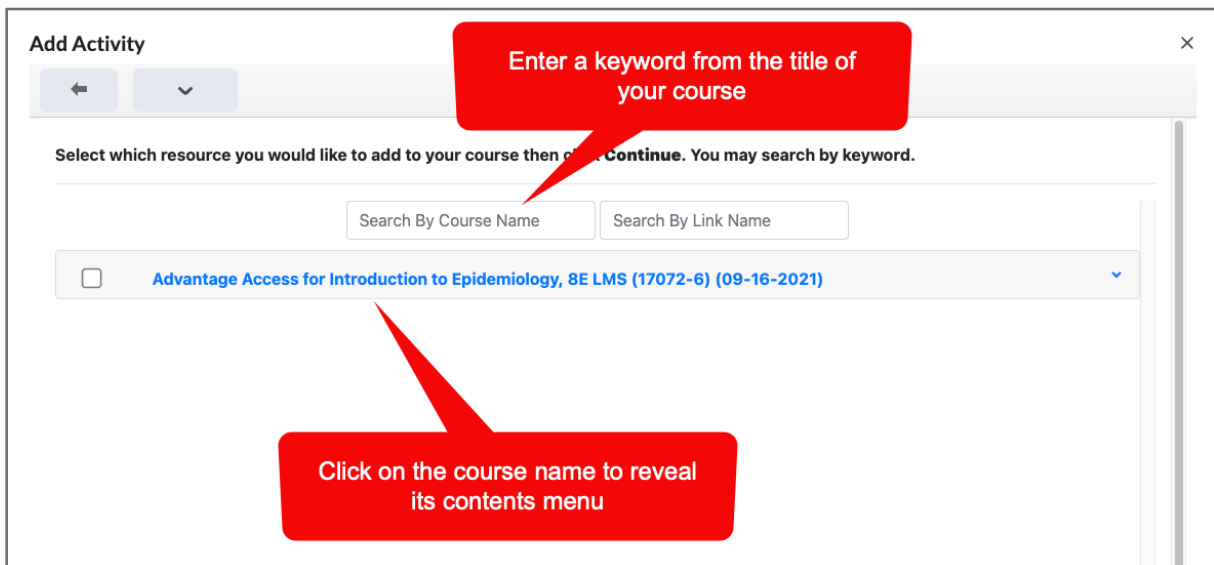 Add Activity
Enter a keyword from the title of
your course
Select which resource you would like to add to your course then Continue. You may search by keyword.
Search By Course Name
Search By Link Name
Advantage Access for Introduction to Epidemiology, 8E LMS (17072-6) (09-16-2021)
Click on the course name to reveal
its contents menu